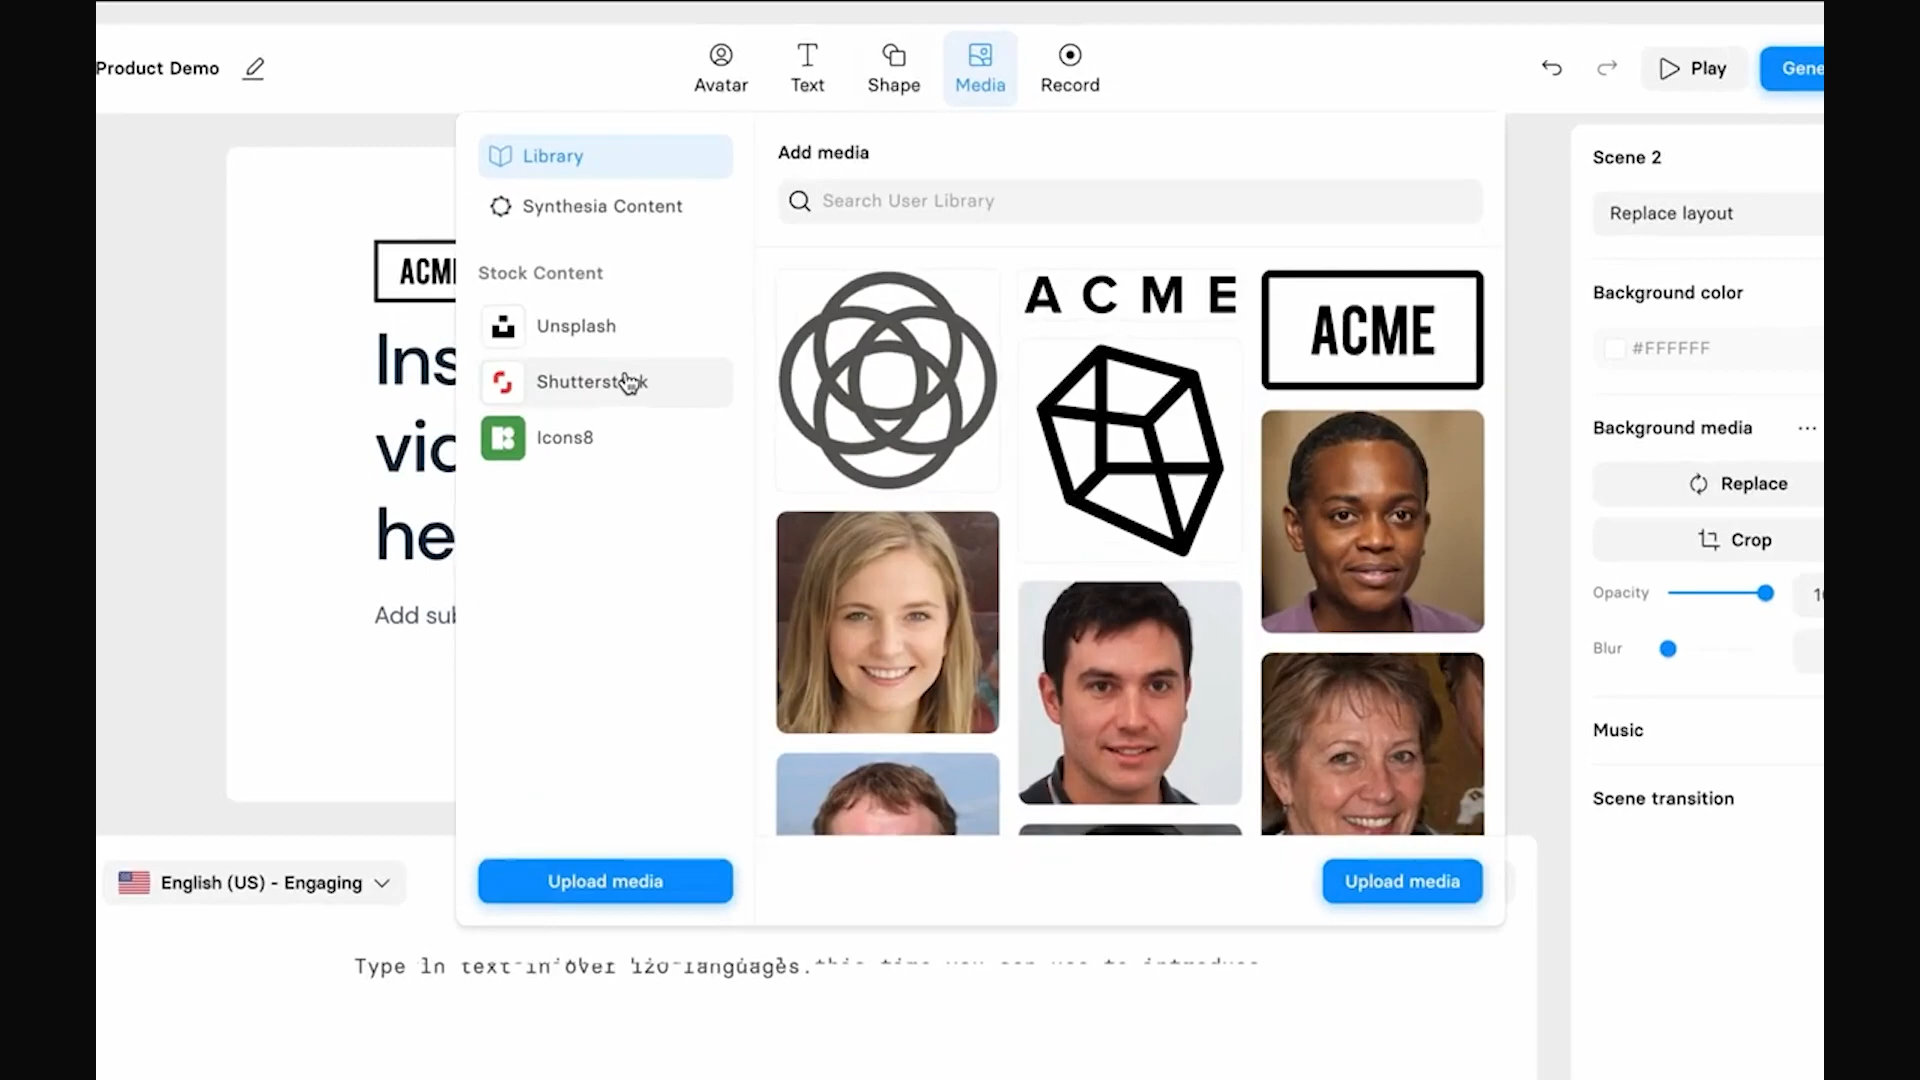 Product Demo
Avatar
Text
Shape
Media
Record
Play
Gene
Library
Synthesia Content
Stock Content
Unsplash
Shutterstock
Icons8
Upload media
Add media
Search User Library
ACME
ACME
Upload media
ACM
Ins
vid
he
Add sub
Scene 2
Replace layout
Background color
#FFFFFF
Background media
Replace
Crop
Opacity
Blur
Music
Scene transition
English (US) - Engaging
Type in text in over 120 languages.